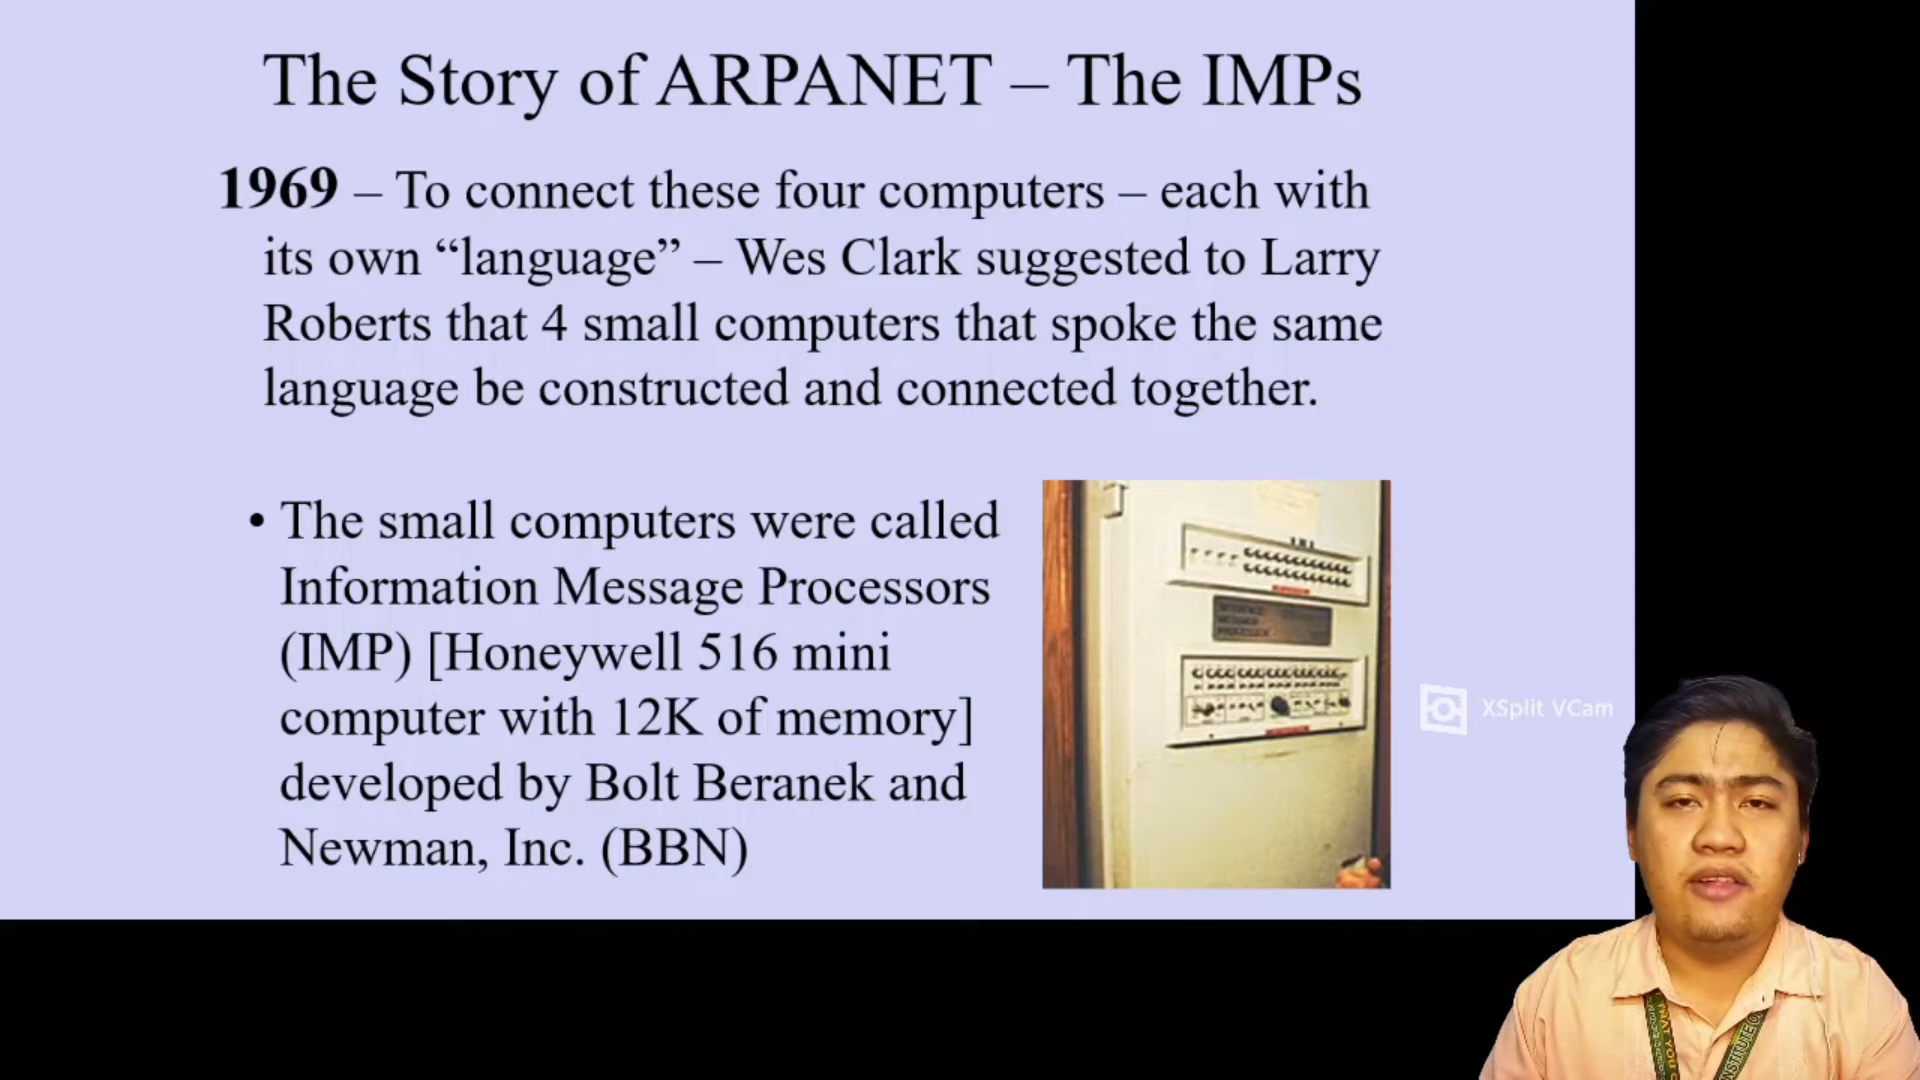 The Story of ARPANET – The IMPs
1969 – To connect these four computers – each with
its own “language” – Wes Clark suggested to Larry
Roberts that 4 small computers that spoke the same
language be constructed and connected together.
• The small computers were called
Information Message Processors
(IMP) [Honeywell 516 mini
computer with 12K of memory]
developed by Bolt Beranek and
Newman, Inc. (BBN)
XSplit VCam
THAT YOU